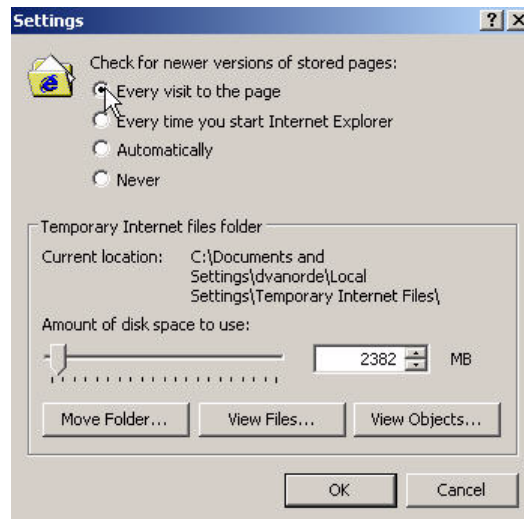 Settings
Check for newer versions of stored pages:
Every visit to the page
Every time you start Internet Explorer
Automatically
Never
Temporary Internet files folder
Current location: C:\Documents and
Settings\dvanorde\Local
Settings\Temporary Internet Files\
Amount of disk space to use:
2382 MB
Move Folder... View Files... View Objects...
OK Cancel